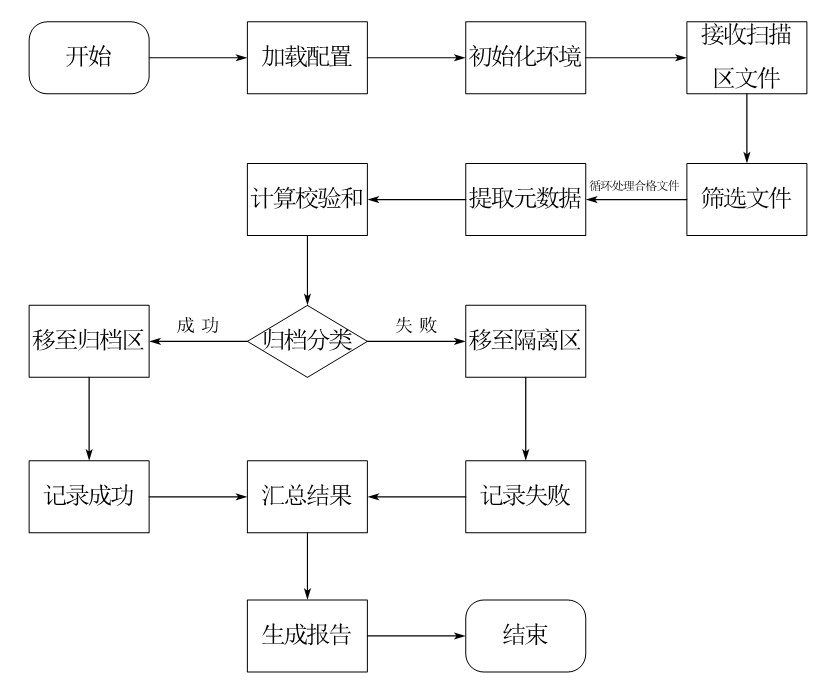 开始
加载配置
初始化环境
接收扫描
区文件
计算校验和
提取元数据
循环处理合格文件
筛选文件
移至归档区
成功
归档分类
失败
移至隔离区
记录成功
汇总结果
记录失败
生成报告
结束